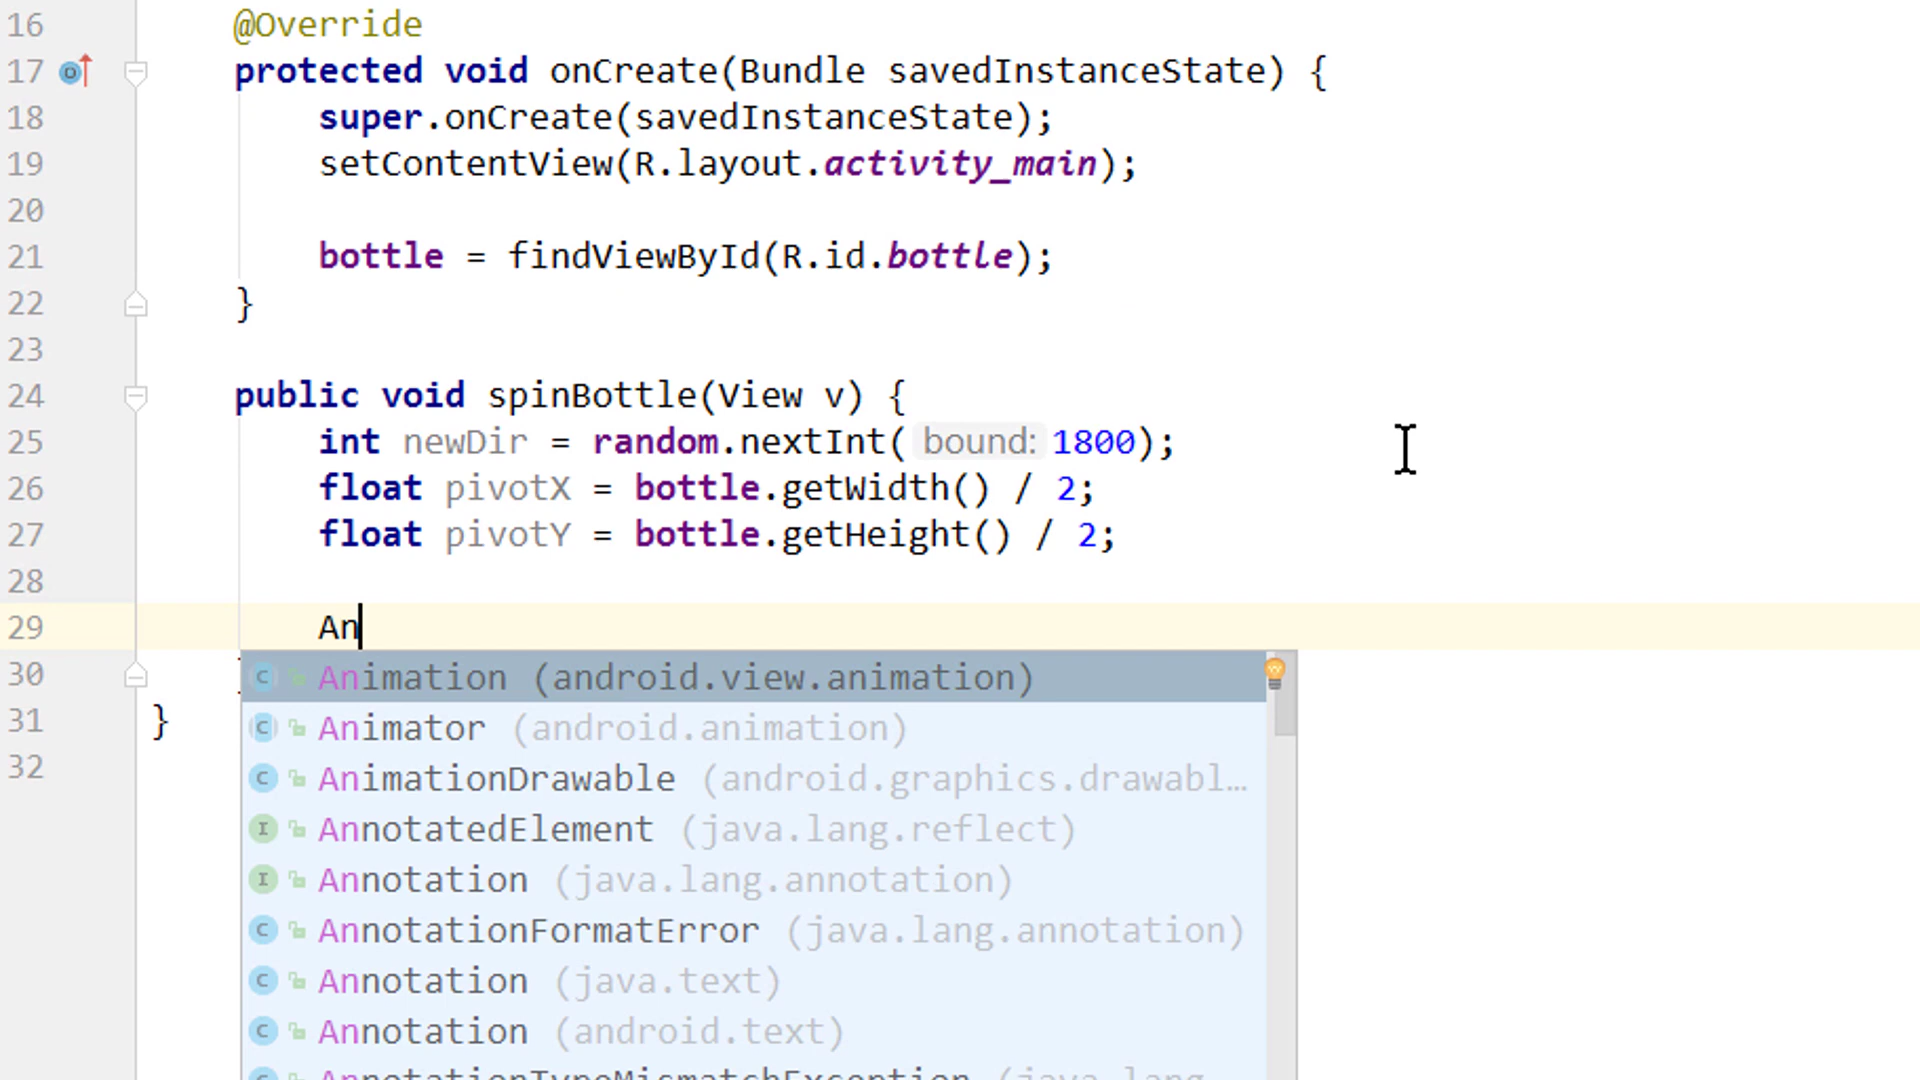 16 @Override
17 protected void onCreate(Bundle savedInstanceState) {
18 super.onCreate(savedInstanceState);
19 setContentView(R.layout.activity_main);
20
21 bottle = findViewById(R.id.bottle);
22 }
23
24 public void spinBottle(View v) {
25 int newDir = random.nextInt( bound: 1800);
26 float pivotX = bottle.getWidth() / 2;
27 float pivotY = bottle.getHeight() / 2;
28
29 An
30
Animation (android.view.animation)
31 }
Animator (android.animation)
32
AnimationDrawable (android.graphics.drawabl…
AnnotatedElement (java.lang.reflect)
Annotation (java.lang.annotation)
AnnotationFormatError (java.lang.annotation)
Annotation (java.text)
Annotation (android.text)
AnnotationTypeMismatchException (java.lang